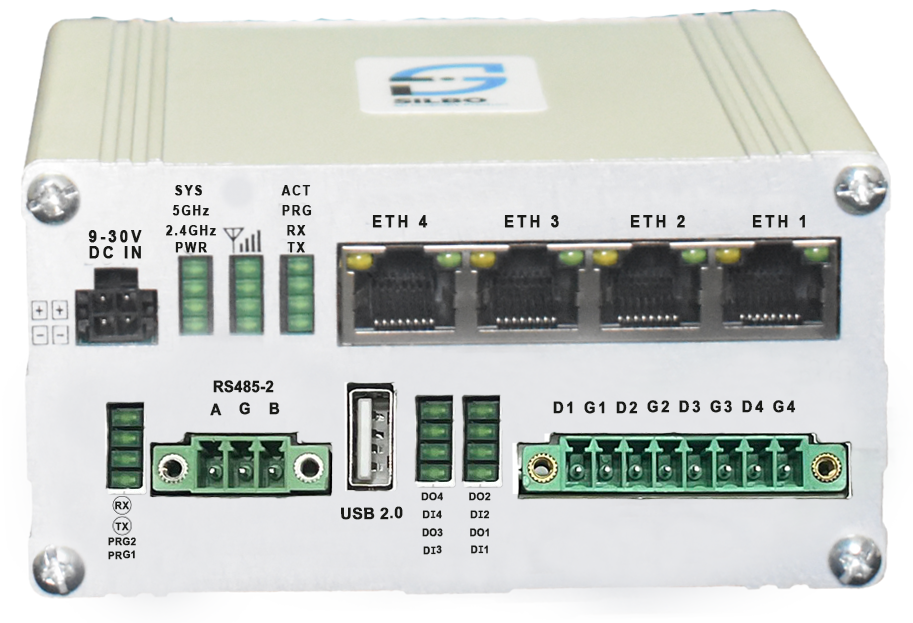 SILBO
SYS
5GHz
2.4GHz
PWR
ACT
PRG
RX
TX
9-30V
DC IN
ETH 4 ETH 3 ETH 2 ETH 1
+ +
- -
RS485-2
A G B
D1 G1 D2 G2 D3 G3 D4 G4
USB 2.0
RX
TX
PRG2
PRG1
DO4
DI4
DO3
DI3
DO2
DI2
DO1
DI1